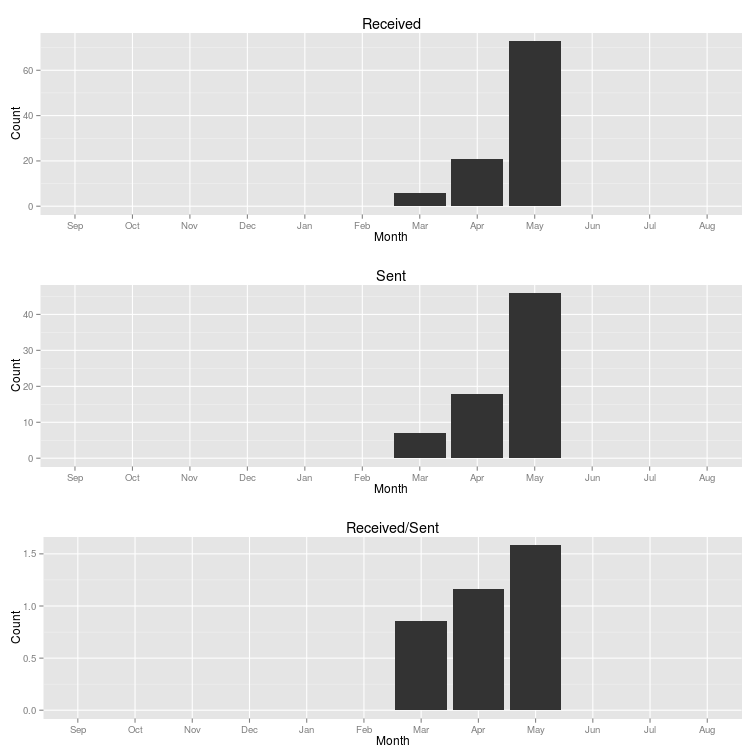 Received
Count
60
40
20
0
Sep Oct Nov Dec Jan Feb Mar Apr May Jun Jul Aug
Month
Sent
Count
40
30
20
10
0
Sep Oct Nov Dec Jan Feb Mar Apr May Jun Jul Aug
Month
Received/Sent
Count
1.5
1.0
0.5
0.0
Sep Oct Nov Dec Jan Feb Mar Apr May Jun Jul Aug
Month